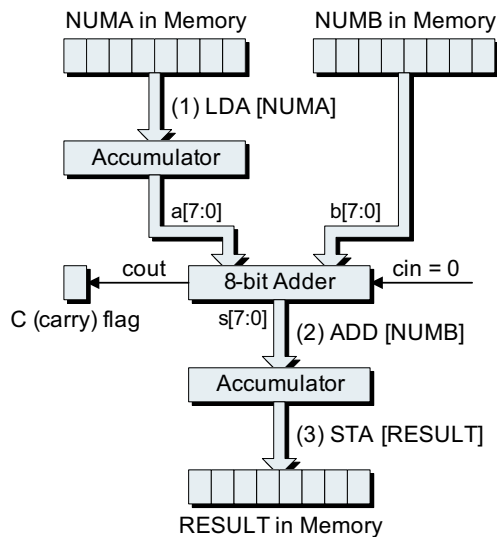 NUMA in Memory
NUMB in Memory
(1) LDA [NUMA]
Accumulator
a[7:0]
b[7:0]
cout
8-bit Adder
cin = 0
C (carry) flag
s[7:0]
(2) ADD [NUMB]
Accumulator
(3) STA [RESULT]
RESULT in Memory